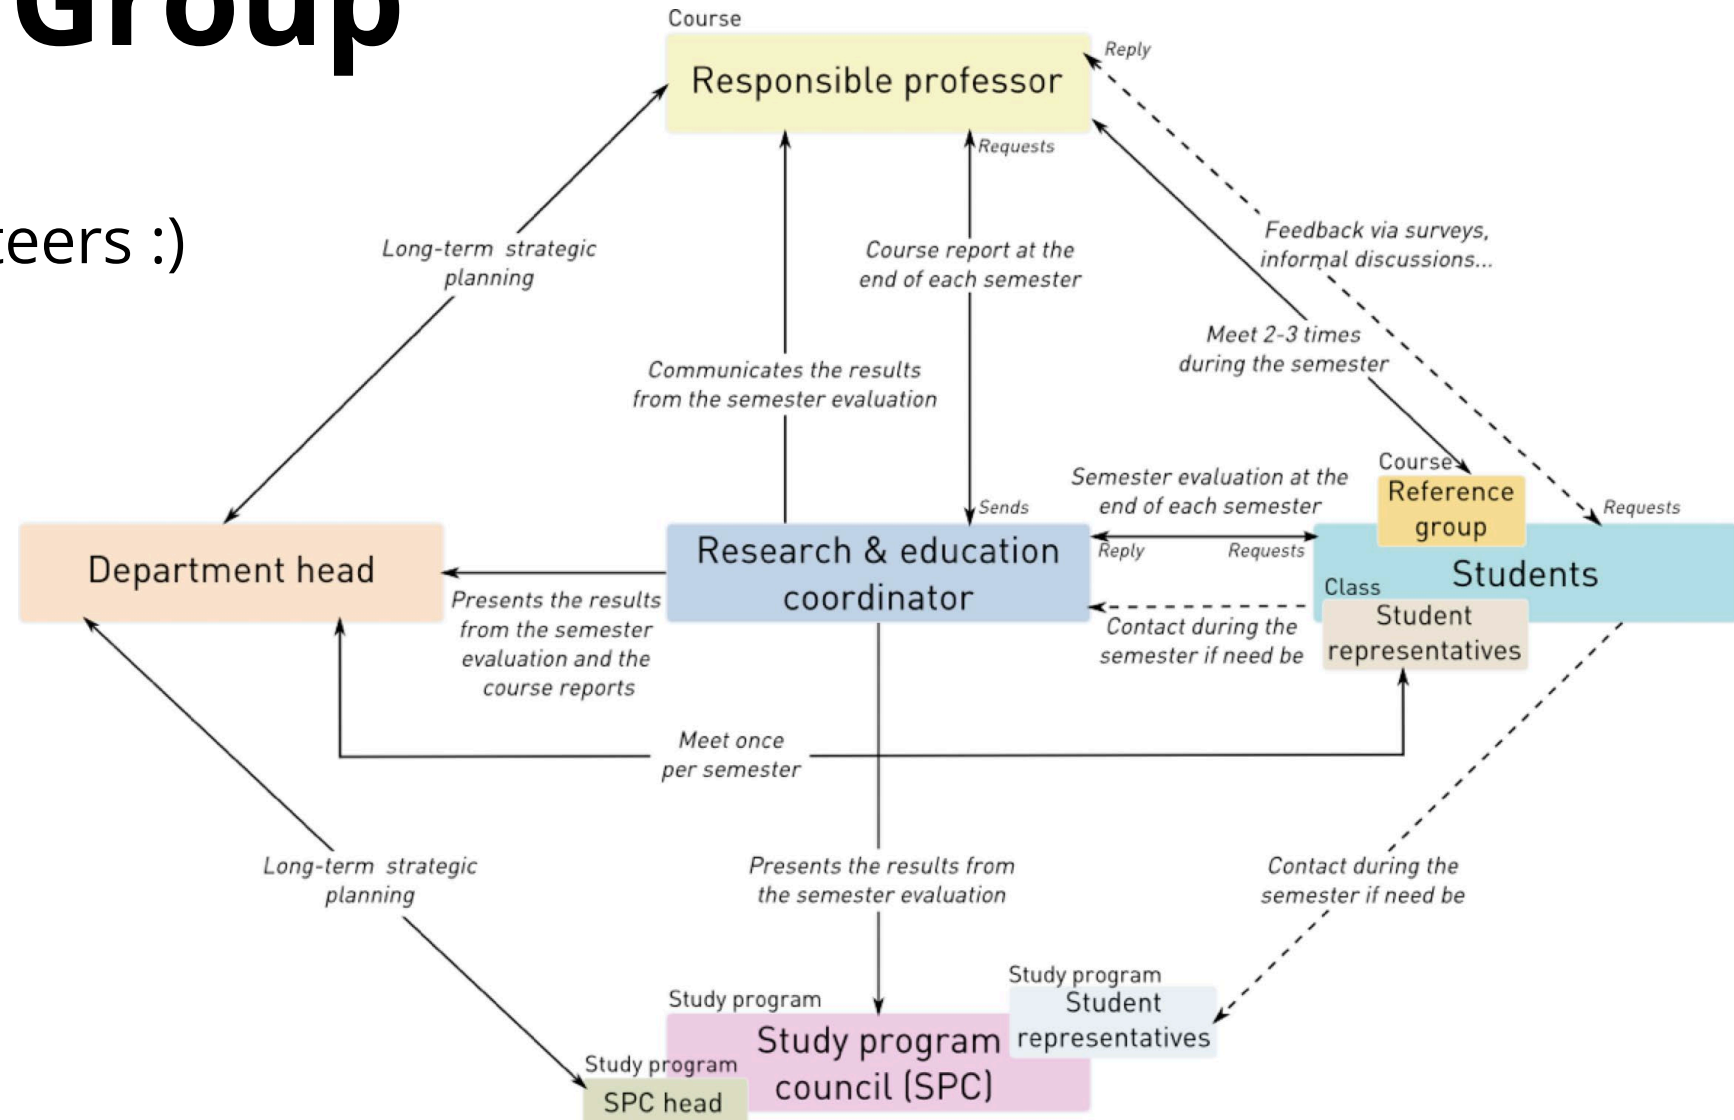 Group
teers :)
Course
Responsible professor
Reply
Requests
Long-term strategic
planning
Course report at the
end of each semester
Feedback via surveys,
informal discussions...
Meet 2-3 times
during the semester
Communicates the results
from the semester evaluation
Semester evaluation at the
end of each semester
Sends
Reply
Requests
Course
Reference
group
Requests
Department head
Research & education
coordinator
Students
Class
Student
representatives
Presents the results
from the semester
evaluation and the
course reports
Contact during the
semester if need be
Meet once
per semester
Long-term strategic
planning
Presents the results from
the semester evaluation
Contact during the
semester if need be
Study program
Study program
council (SPC)
Study program
Student
representatives
Study program
SPC head